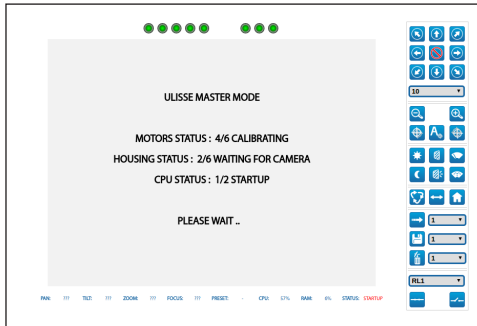 10
ULISSE MASTER MODE
MOTORS STATUS : 4/6 CALIBRATING
HOUSING STATUS : 2/6 WAITING FOR CAMERA
CPU STATUS : 1/2 STARTUP
PLEASE WAIT ..
A
1
1
1
RL1
PAN: ??? TILT: ??? ZOOM: ??? FOCUS: ??? PRESET: - CPU: 57% RAM: 6% STATUS: STARTUP